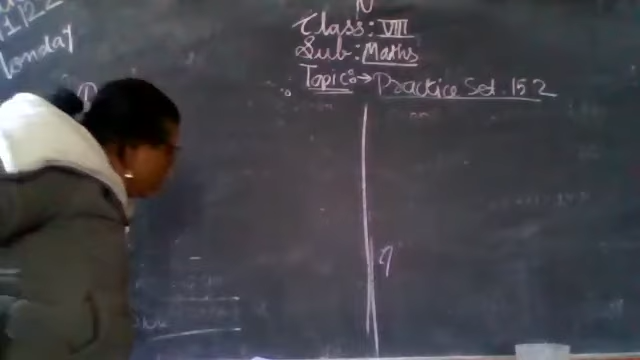 Monday
Class: VIII
Sub: Maths
Topic: → Practice Set. 15.2